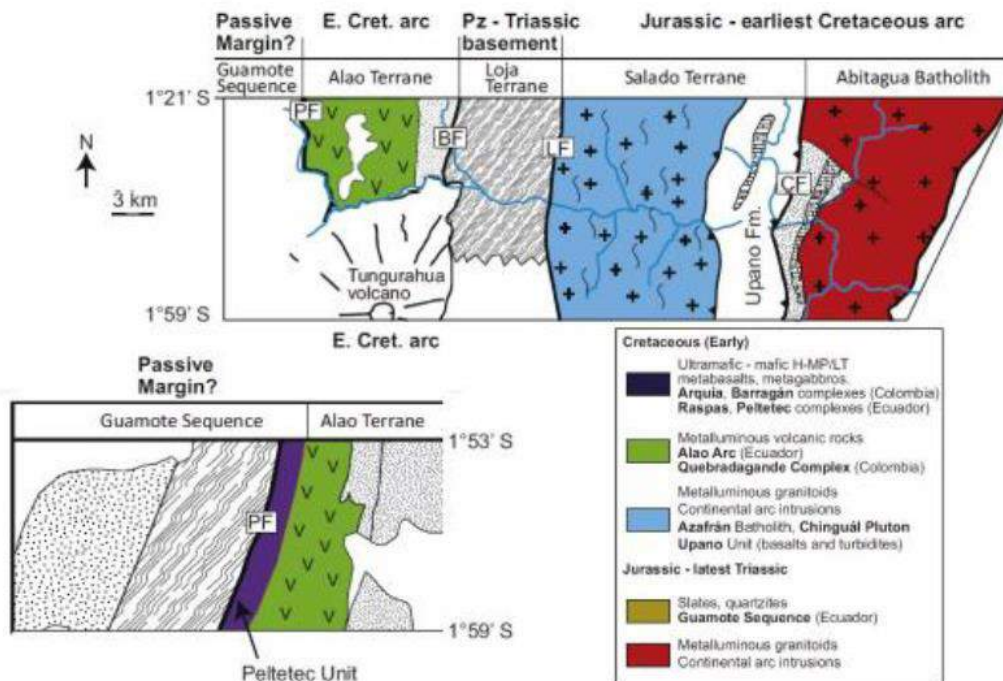 Passive
Margin?
E. Cret. arc
Pz - Triassic
basement
Jurassic - earliest Cretaceous arc
Guamote
Sequence
Alao Terrane
Loja
Terrane
Salado Terrane
Abitagua Batholith
1°21' S
PF
BF
LF
CF
N
3 km
Upano Fm.
Tungurahua
volcano
1°59' S
E. Cret. arc
Passive
Margin?
Guamote Sequence
Alao Terrane
1°53' S
PF
1°59' S
Peltetec Unit
Cretaceous (Early)
Ultramafic - mafic H-MP/LT
metabasalts, metagabbros.
Arquia, Barragán complexes (Colombia)
Raspas, Peltetec complexes (Ecuador)
Metalluminous volcanic rocks
Alao Arc (Ecuador)
Quebradagande Complex (Colombia)
Metalluminous granitoids
Continental arc intrusions
Azafrán Batholith, Chinguál Pluton
Upano Unit (basalts and turbidites)
Jurassic - latest Triassic
Slates, quartzites
Guamote Sequence (Ecuador)
Metalluminous granitoids
Continental arc intrusions